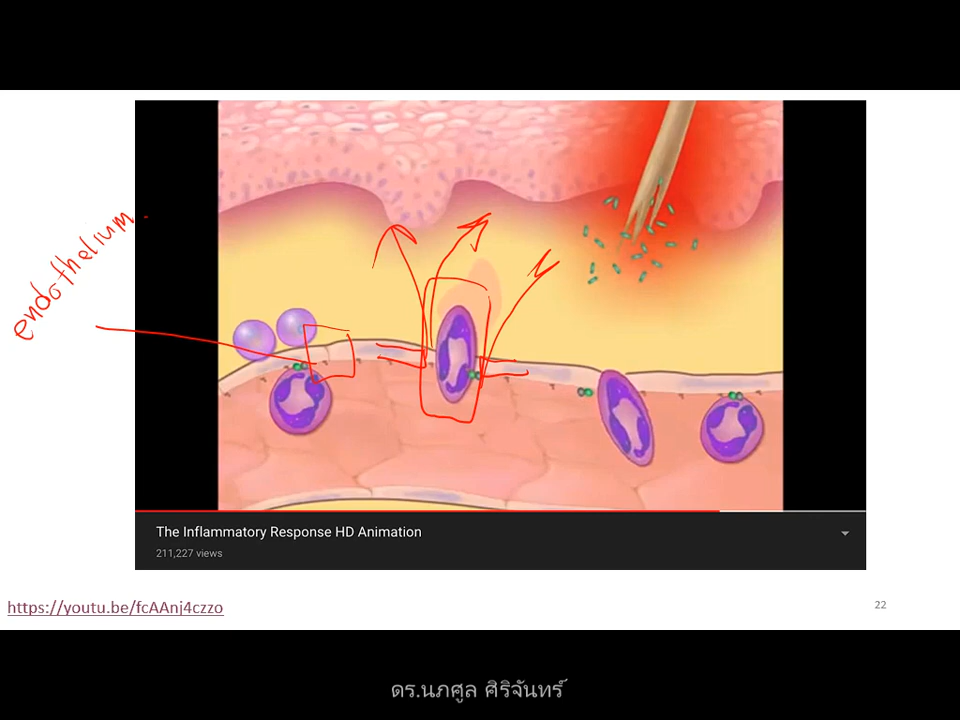 endothelium
The Inflammatory Response HD Animation
211,227 views
https://youtu.be/fcAAnj4czzo
22
ดร.นภศูล ศิริจันทร์